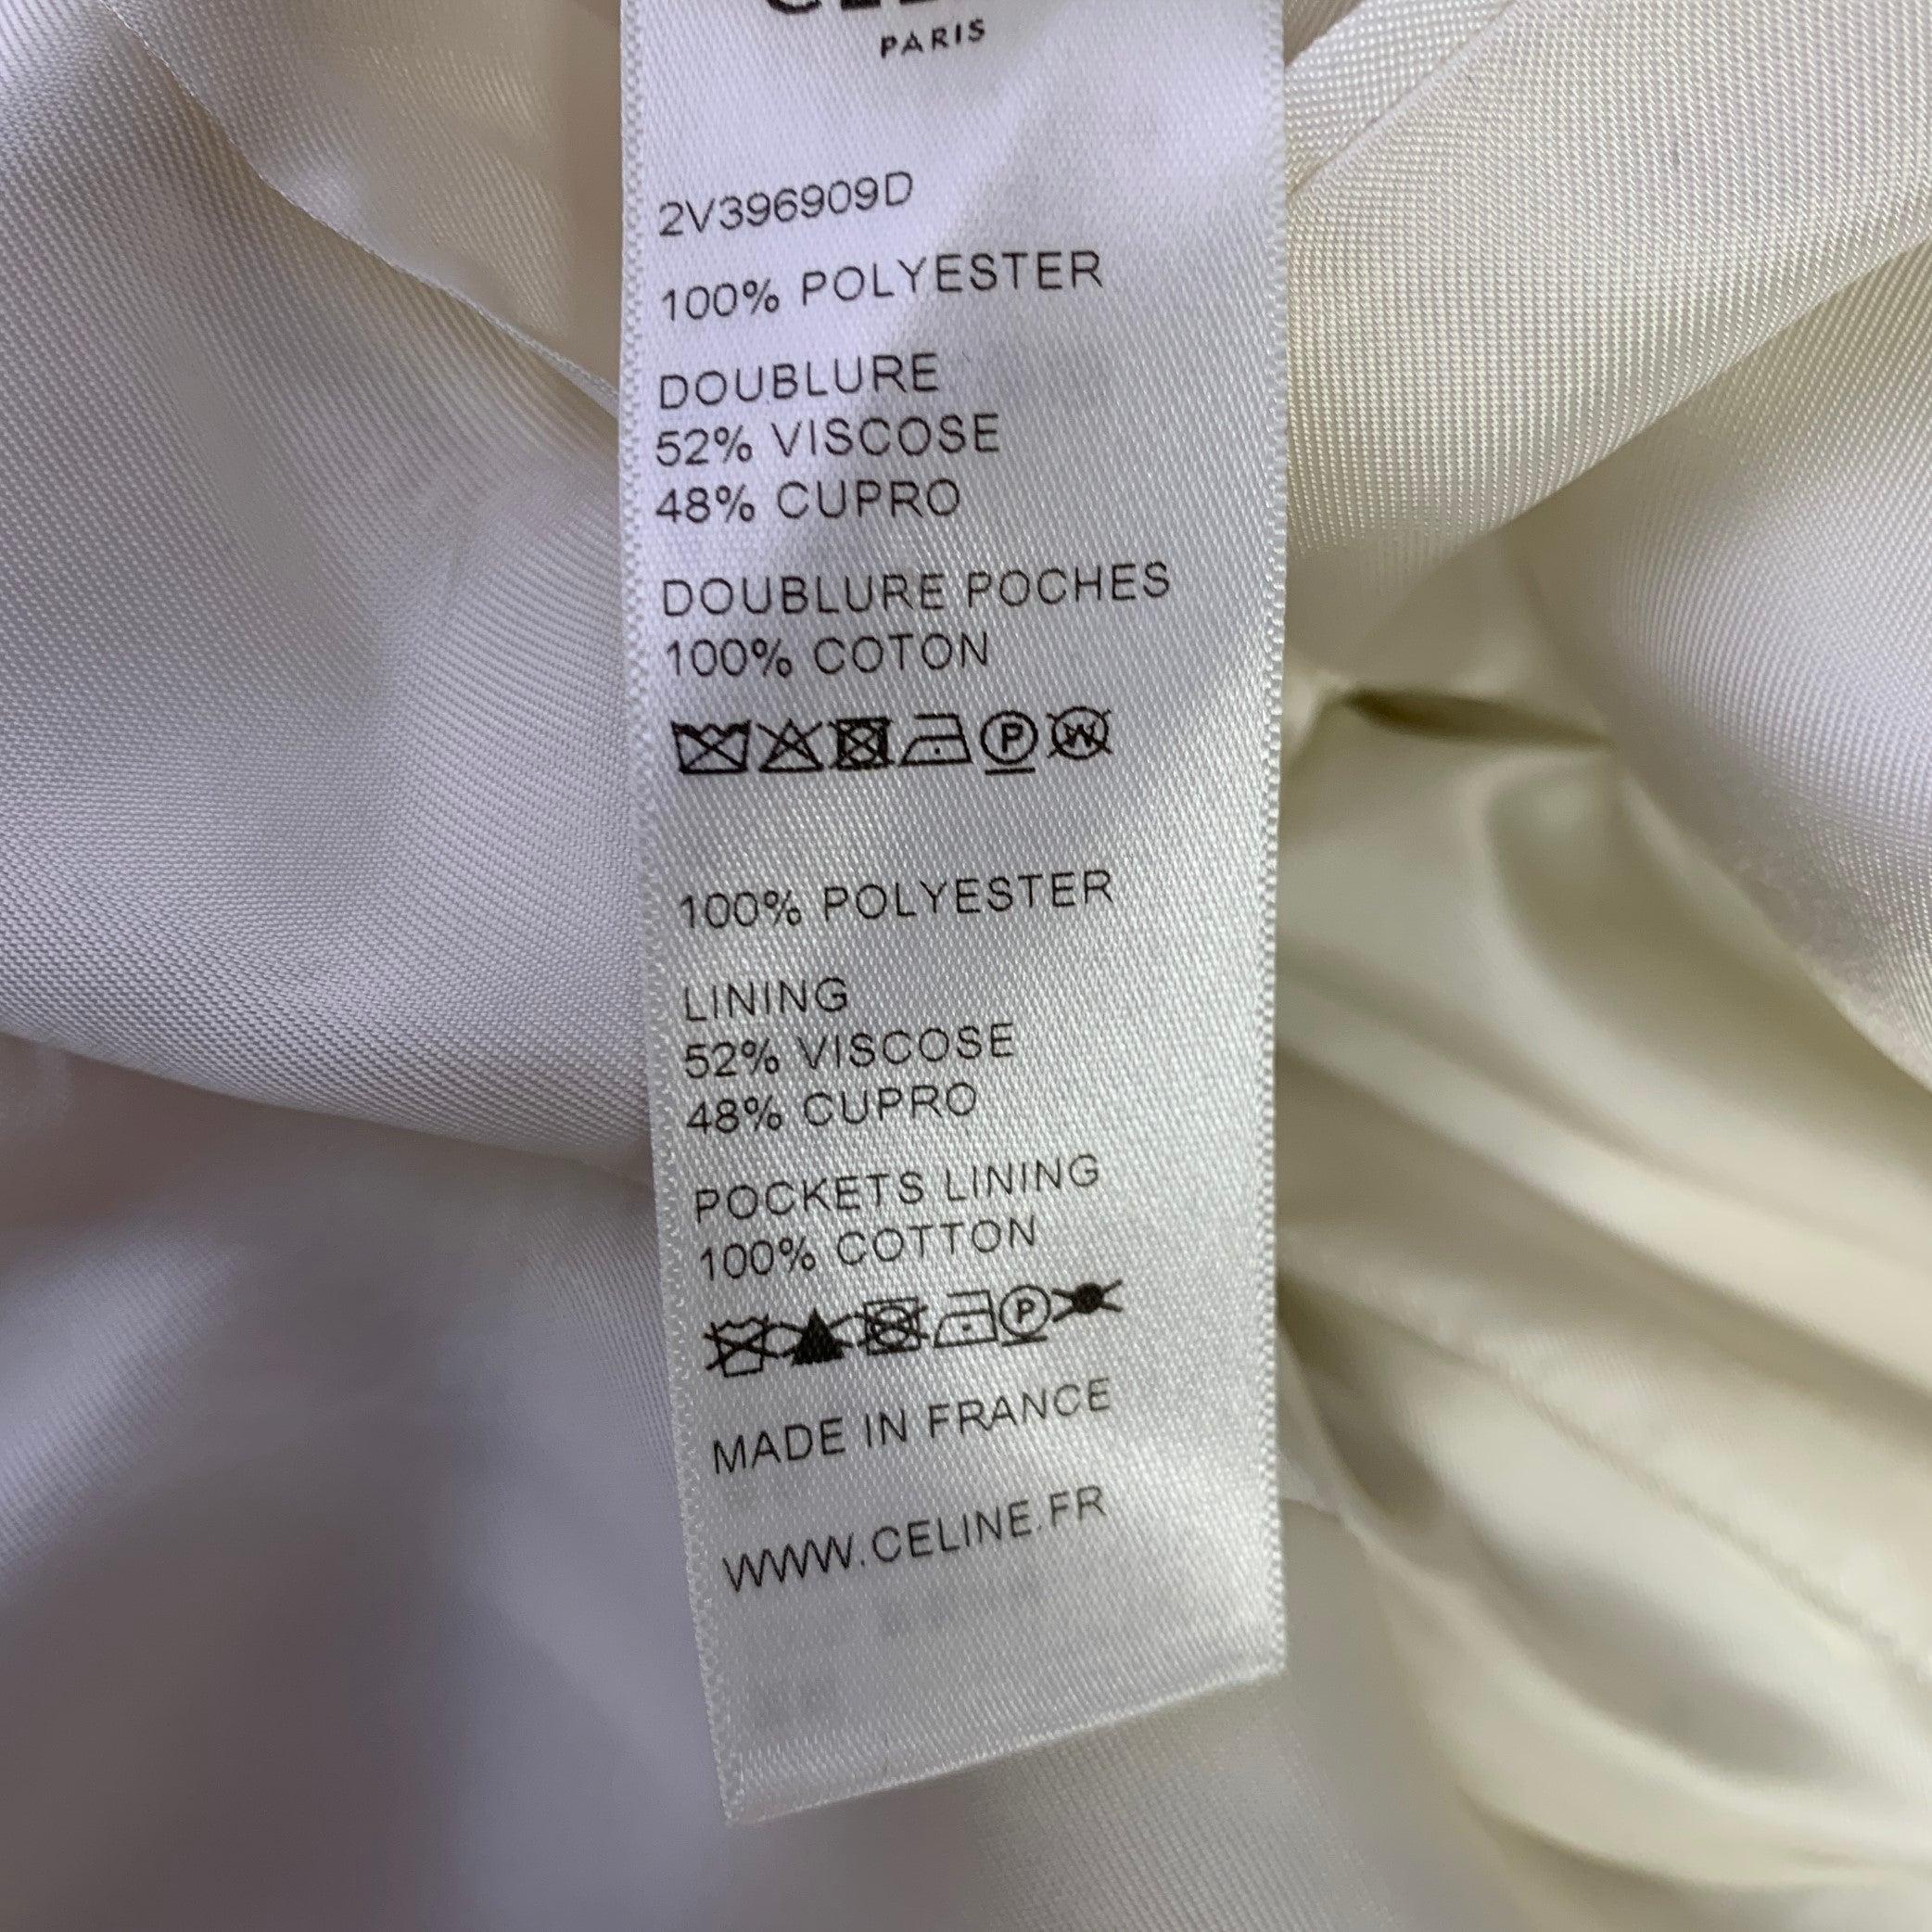 PARIS
2V396909D
100% POLYESTER
DOUBLURE
52% VISCOSE
48% CUPRO
DOUBLURE POCHES
100% COTON
100% POLYESTER
LINING
52% VISCOSE
48% CUPRO
POCKETS LINING
100% COTTON
MADE IN FRANCE
WWW.CELINE.FR